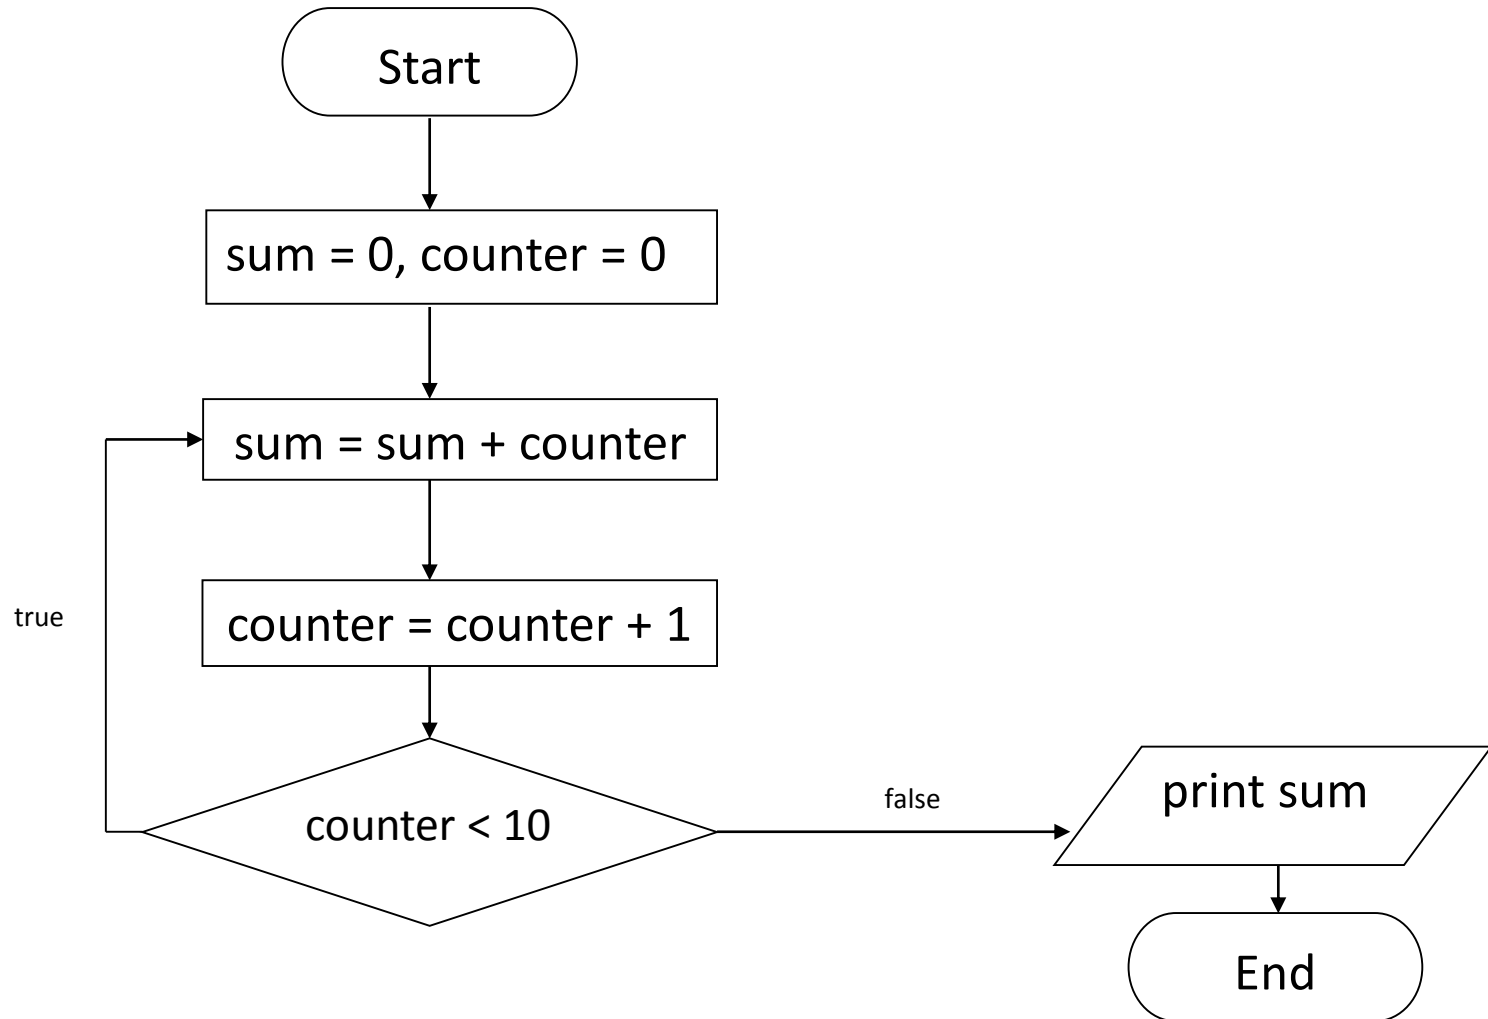 Start
sum = 0, counter = 0
sum = sum + counter
counter = counter + 1
true
counter < 10
false
print sum
End